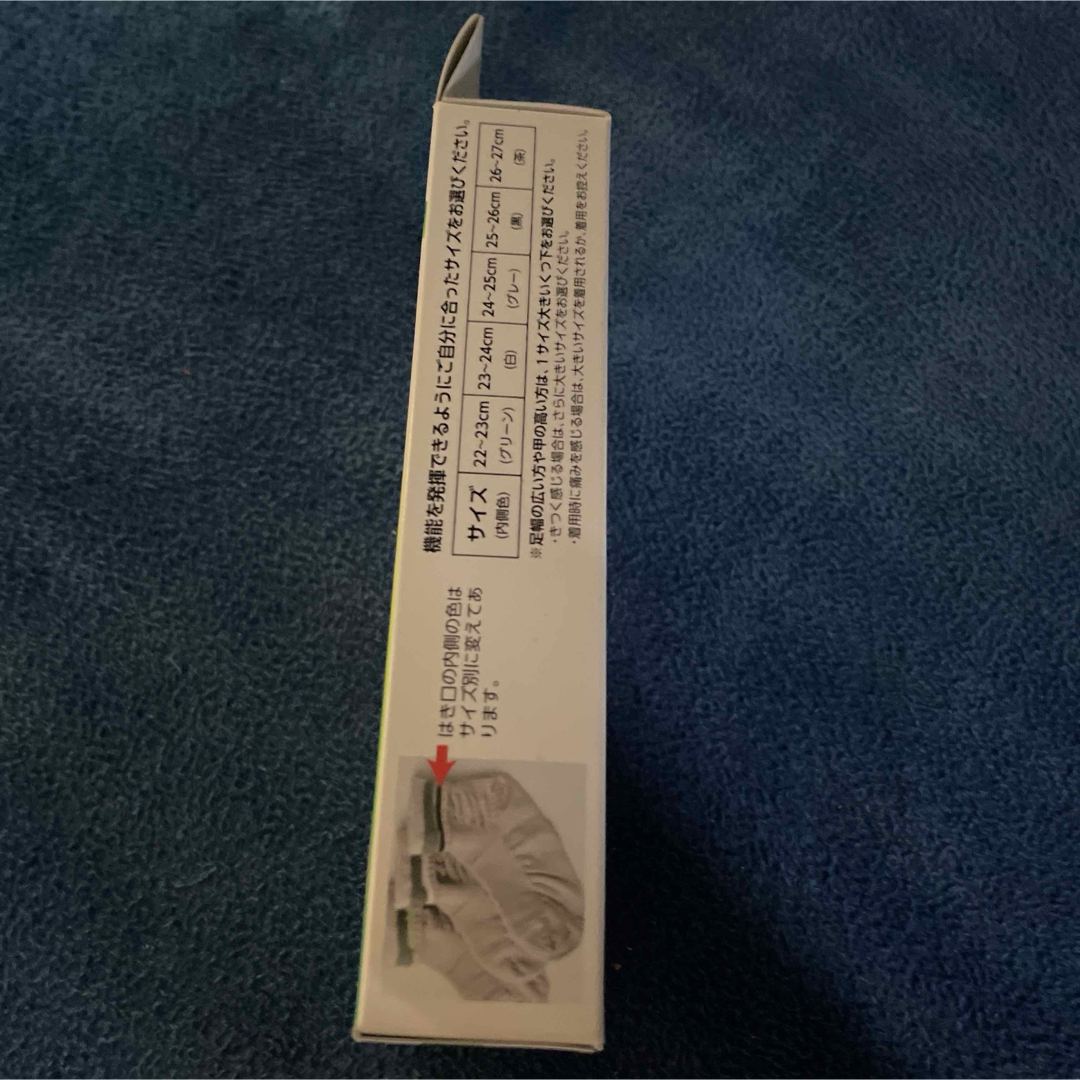 はき口の内側の色は
サイズ別に変えてあ
ります。
機能を発揮できるようにご自分に合ったサイズをお選びください。
サイズ 22~23cm 23~24cm 24~25cm 25~26cm 26~27cm
(内側色) (グリーン) (白) (グレー) (黒) (茶)
※足幅の広い方や甲の高い方は、1サイズ大きいくつ下をお選びください。
・きつく感じる場合は、さらに大きいサイズをお選びください。
・着用時に痛みを感じる場合は、大きいサイズを着用されるか、着用をお控えください。